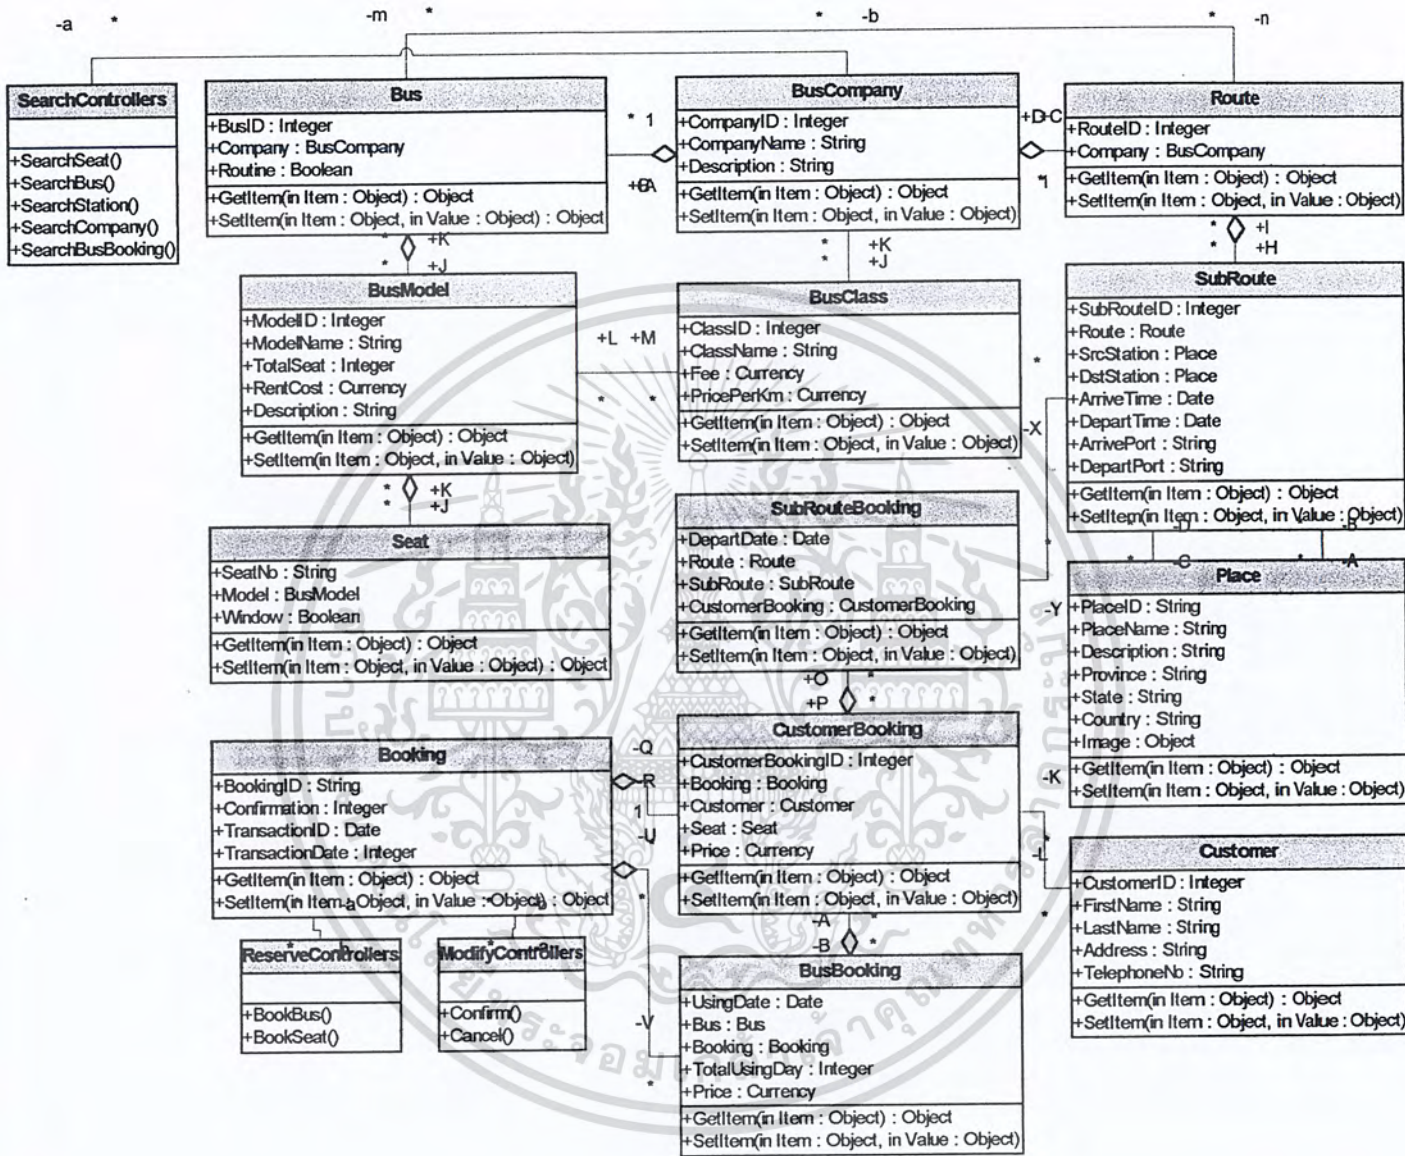 -a * -m * * -b * -n
SearchControllers
+SearchSeat()
+SearchBus()
+SearchStation()
+SearchCompany()
+SearchBusBooking()
Bus
+BusID : Integer
+Company : BusCompany
+Routine : Boolean
+GetItem(in Item : Object) : Object
+SetItem(in Item : Object, in Value : Object) : Object
* 1
BusCompany
+CompanyID : Integer
+CompanyName : String
+Description : String
+GetItem(in Item : Object) : Object
+SetItem(in Item : Object, in Value : Object)
*1
Route
+RouteID : Integer
+Company : BusCompany
+GetItem(in Item : Object) : Object
+SetItem(in Item : Object, in Value : Object)
* +K
* +J
* +K
* +J
* +I
* +H
BusModel
+ModelID : Integer
+ModelName : String
+TotalSeat : Integer
+RentCost : Currency
+Description : String
+GetItem(in Item : Object) : Object
+SetItem(in Item : Object, in Value : Object)
+L +M
* *
BusClass
+ClassID : Integer
+ClassName : String
+Fee : Currency
+PricePerKm : Currency
+GetItem(in Item : Object) : Object
+SetItem(in Item : Object, in Value : Object)
*
-X
SubRoute
+SubRouteID : Integer
+Route : Route
+SrcStation : Place
+DstStation : Place
+ArriveTime : Date
+DepartTime : Date
+ArrivePort : String
+DepartPort : String
+GetItem(in Item : Object) : Object
+SetItem(in Item : Object, in Value : Object)
* +K
* +J
Seat
+SeatNo : String
+Model : BusModel
+Window : Boolean
+GetItem(in Item : Object) : Object
+SetItem(in Item : Object, in Value : Object) : Object
SubRouteBooking
+DepartDate : Date
+Route : Route
+SubRoute : SubRoute
+CustomerBooking : CustomerBooking
+GetItem(in Item : Object) : Object
+SetItem(in Item : Object, in Value : Object)
*
-Y
* -C * -A
Place
+PlaceID : String
+PlaceName : String
+Description : String
+Province : String
+State : String
+Country : String
+Image : Object
+GetItem(in Item : Object) : Object
+SetItem(in Item : Object, in Value : Object)
+O *
+P *
Booking
+BookingID : String
+Confirmation : Integer
+TransactionID : Date
+TransactionDate : Integer
+GetItem(in Item : Object) : Object
+SetItem(in Item : Object, in Value : Object) : Object
-Q
-R
1
-U
*
CustomerBooking
+CustomerBookingID : Integer
+Booking : Booking
+Customer : Customer
+Seat : Seat
+Price : Currency
+GetItem(in Item : Object) : Object
+SetItem(in Item : Object, in Value : Object)
-K
*
-L
*
Customer
+CustomerID : Integer
+FirstName : String
+LastName : String
+Address : String
+TelephoneNo : String
+GetItem(in Item : Object) : Object
+SetItem(in Item : Object, in Value : Object)
ReserveControllers
+BookBus()
+BookSeat()
ModifyControllers
+Confirm()
+Cancel()
-A *
-B *
-V
*
BusBooking
+UsingDate : Date
+Bus : Bus
+Booking : Booking
+TotalUsingDay : Integer
+Price : Currency
+GetItem(in Item : Object) : Object
+SetItem(in Item : Object, in Value : Object)